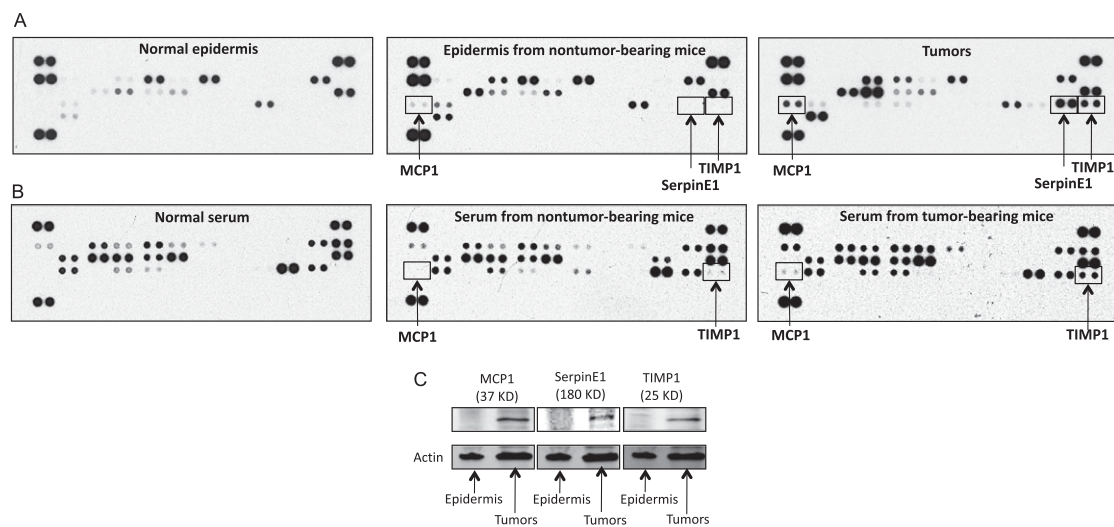 A
Normal epidermis
Epidermis from nontumor-bearing mice
Tumors
MCP1
TIMP1
SerpinE1
MCP1
TIMP1
SerpinE1
B
Normal serum
Serum from nontumor-bearing mice
Serum from tumor-bearing mice
MCP1
TIMP1
MCP1
TIMP1
C
MCP1
(37 KD)
SerpinE1
(180 KD)
TIMP1
(25 KD)
Actin
Epidermis
Epidermis
Epidermis
Tumors
Tumors
Tumors